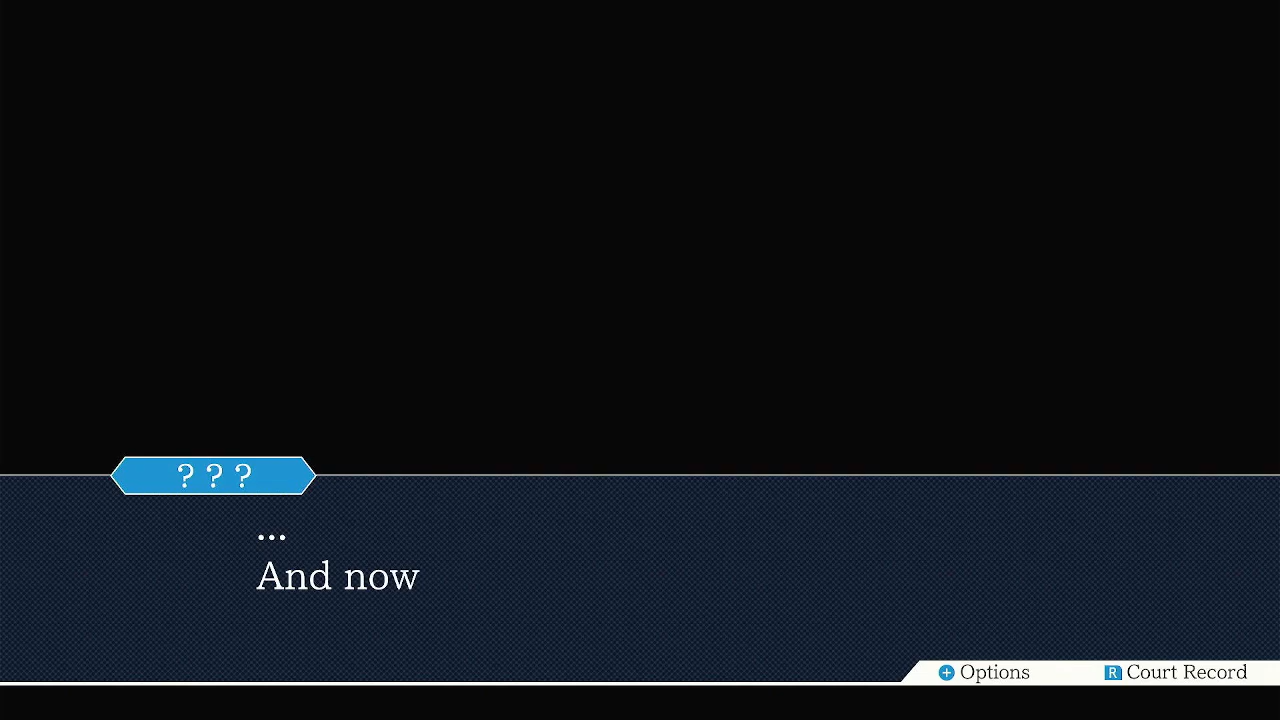 ? ? ?
...
And now
+ Options
R Court Record